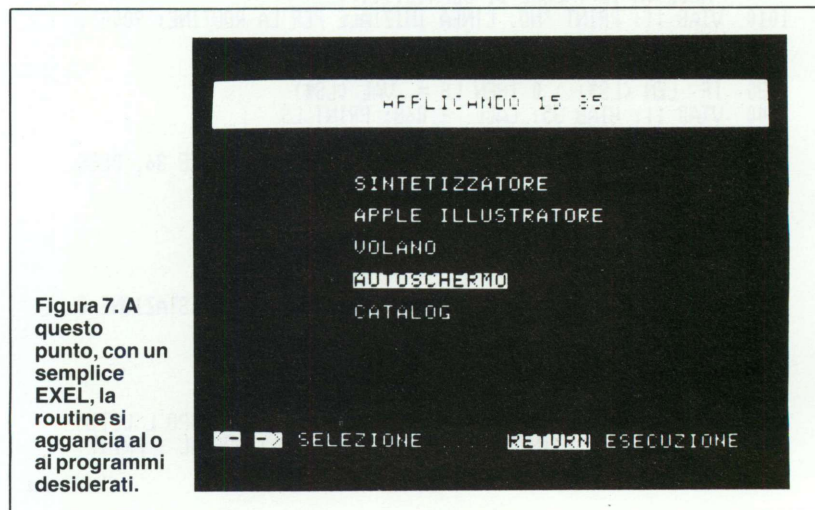 APPLICANDO 15 85
SINTETIZZATORE
APPLE ILLUSTRATORE
VOLANO
AUTOSCHERMO
CATALOG
<- -> SELEZIONE .... RETURN ESECUZIONE
Figura 7. A
questo
punto, con un
semplice
EXEL, la
routine si
aggancia al o
ai programmi
desiderati.